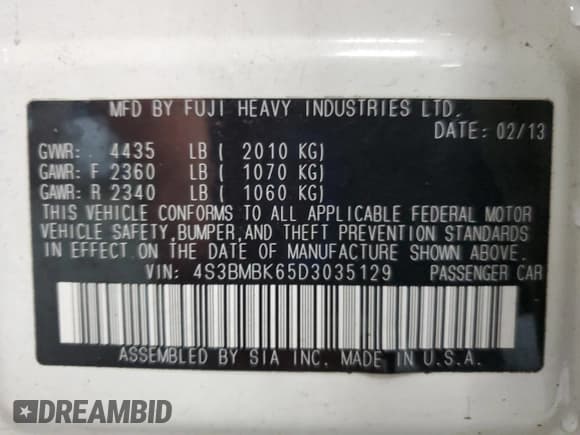 MFD BY FUJI HEAVY INDUSTRIES LTD.
DATE: 02/13
GVWR: 4435 LB ( 2010 KG)
GAWR: F 2360 LB ( 1070 KG)
GAWR: R 2340 LB ( 1060 KG)
THIS VEHICLE CONFORMS TO ALL APPLICABLE FEDERAL MOTOR
VEHICLE SAFETY, BUMPER, AND THEFT PREVENTION STANDARDS
IN EFFECT ON THE DATE OF MANUFACTURE SHOWN ABOVE.
VIN: 4S3BMBK65D3035129 PASSENGER CAR
ASSEMBLED BY SIA INC. MADE IN U.S.A.
DREAMBID